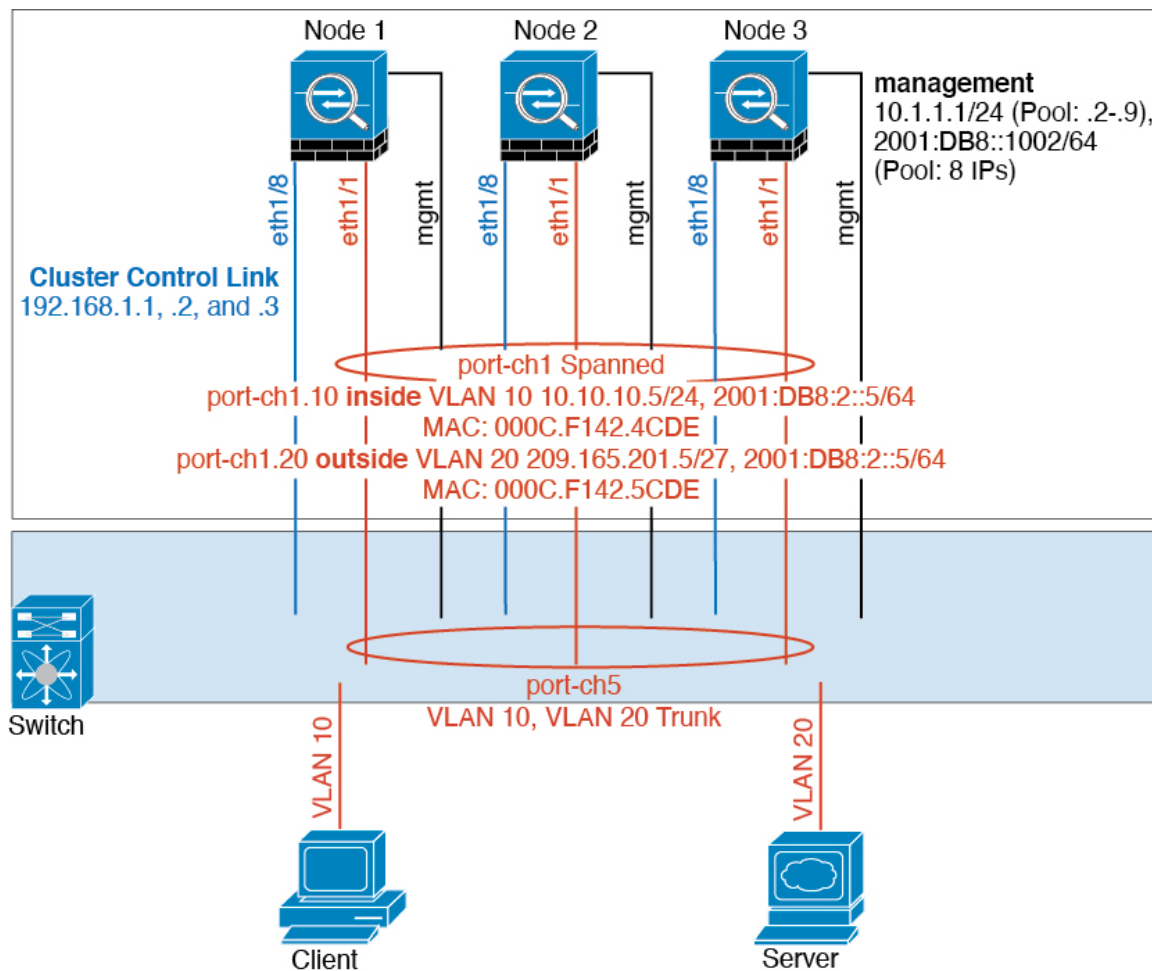 Node 1
Node 2
Node 3
management
10.1.1.1/24 (Pool: .2-.9),
2001:DB8::1002/64
(Pool: 8 IPs)
eth1/8
eth1/1
mgmt
eth1/8
eth1/1
mgmt
eth1/8
eth1/1
mgmt
Cluster Control Link
192.168.1.1, .2, and .3
port-ch1 Spanned
port-ch1.10 inside VLAN 10 10.10.10.5/24, 2001:DB8:2::5/64
MAC: 000C.F142.4CDE
port-ch1.20 outside VLAN 20 209.165.201.5/27, 2001:DB8:2::5/64
MAC: 000C.F142.5CDE
port-ch5
VLAN 10, VLAN 20 Trunk
Switch
VLAN 10
VLAN 20
Client
Server